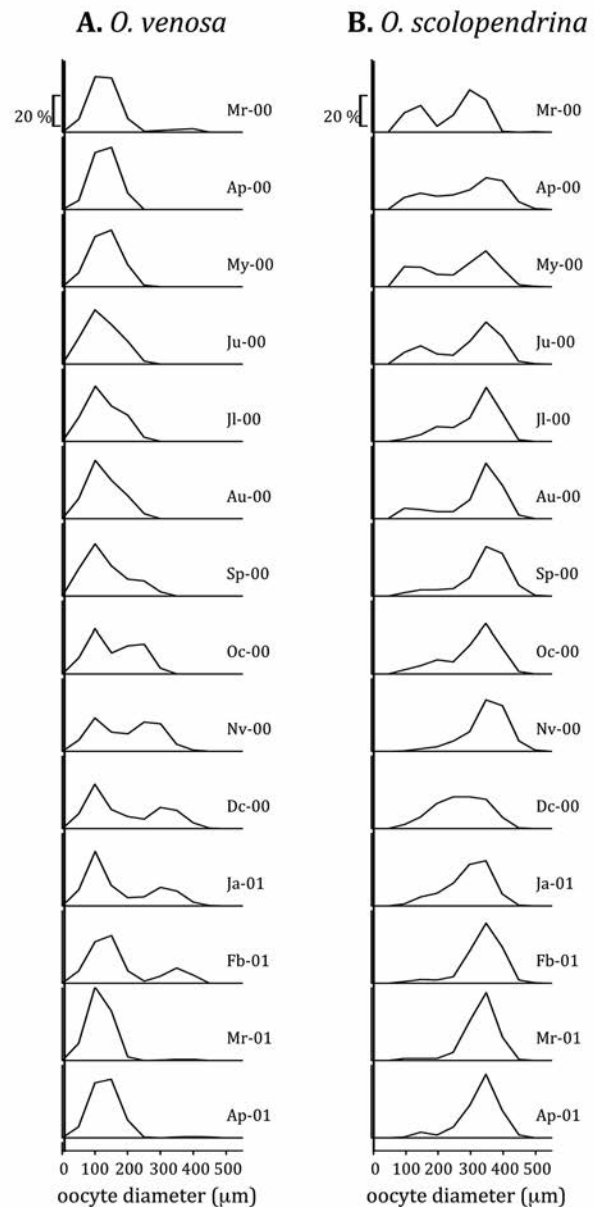 A. O. venosa
B. O. scolopendrina
20 %
Mr-00
20 %
Mr-00
Ap-00
Ap-00
My-00
My-00
Ju-00
Ju-00
Jl-00
Jl-00
Au-00
Au-00
Sp-00
Sp-00
Oc-00
Oc-00
Nv-00
Nv-00
Dc-00
Dc-00
Ja-01
Ja-01
Fb-01
Fb-01
Mr-01
Mr-01
Ap-01
Ap-01
0 100 200 300 400 500
0 100 200 300 400 500
oocyte diameter (μm)
oocyte diameter (μm)